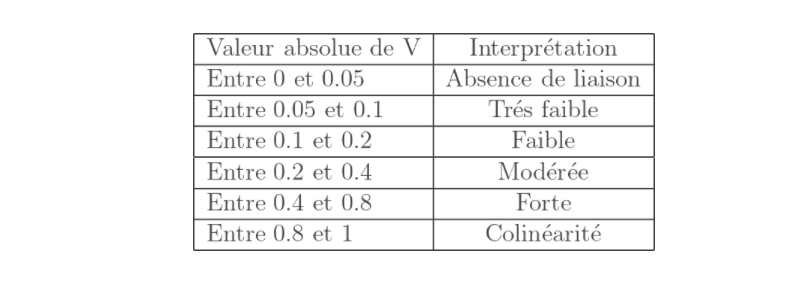 Valeur absolue de V Interprétation
Entre 0 et 0.05 Absence de liaison
Entre 0.05 et 0.1 Trés faible
Entre 0.1 et 0.2 Faible
Entre 0.2 et 0.4 Modérée
Entre 0.4 et 0.8 Forte
Entre 0.8 et 1 Colinéarité